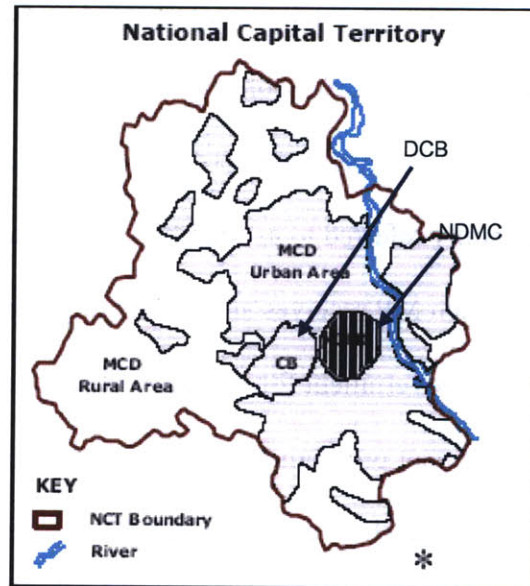 National Capital Territory
DCB
NDMC
MCD
Urban Area
CB
MCD
Rural Area
KEY
NCT Boundary
River
*